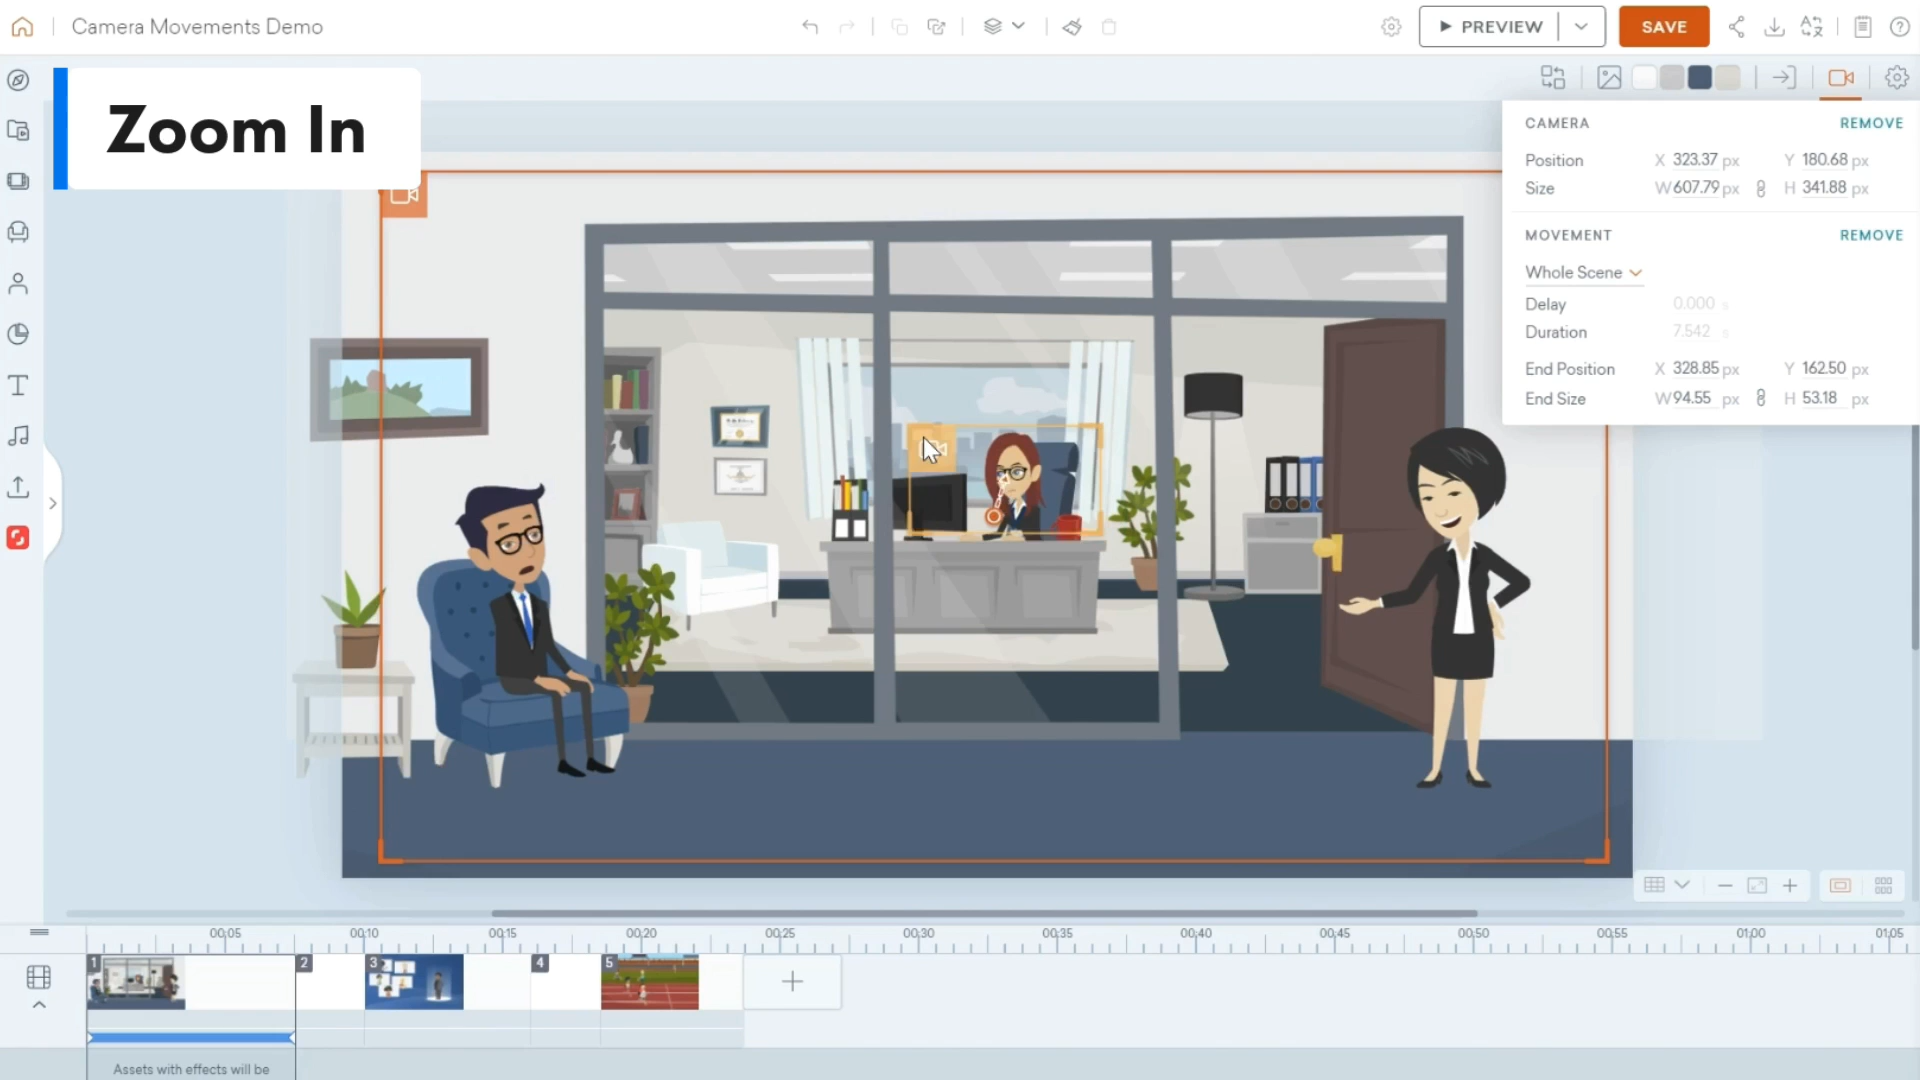 Camera Movements Demo
PREVIEW
SAVE
Zoom In
CAMERA
REMOVE
Position X 323.37 px Y 180.68 px
Size W 607.79 px H 341.88 px
MOVEMENT
REMOVE
Whole Scene
Delay 0.000 s
Duration 7.542 s
End Position X 328.85 px Y 162.50 px
End Size W 94.55 px H 53.18 px
00:05 00:10 00:15 00:20 00:25 00:30 00:35 00:40 00:45 00:50 00:55 01:00 01:05
1 2 3 4 5
Assets with effects will be